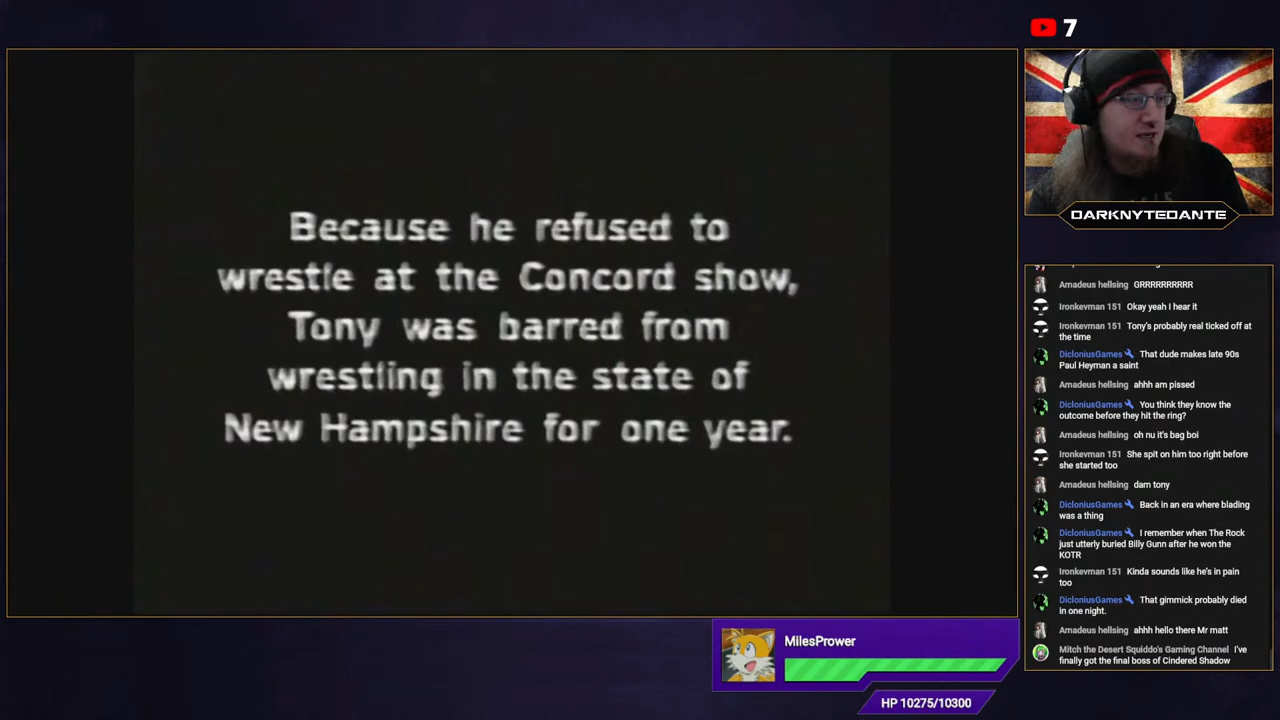 7
Because he refused to
wrestle at the Concord show,
Tony was barred from
wrestling in the state of
New Hampshire for one year.
DARKNYTEDANTE
Amadeus hellsing GRRRRRRRRRR
Ironkevman 151 Okay yeah I hear it
Ironkevman 151 Tony's probably real ticked off at
the time
DicloniusGames That dude makes late 90s
Paul Heyman a saint
Amadeus hellsing ahhh am pissed
DicloniusGames You think they know the
outcome before they hit the ring?
Amadeus hellsing oh nu it's bag boi
Ironkevman 151 She spit on him too right before
she started too
Amadeus hellsing dam tony
DicloniusGames Back in an era where blading
was a thing
DicloniusGames I remember when The Rock
just utterly buried Billy Gunn after he won the
KOTR
Ironkevman 151 Kinda sounds like he's in pain
too
DicloniusGames That gimmick probably died
in one night.
Amadeus hellsing ahhh hello there Mr matt
Mitch the Desert Squiddo's Gaming Channel I've
finally got the final boss of Cindered Shadow
MilesPrower
HP 10275/10300